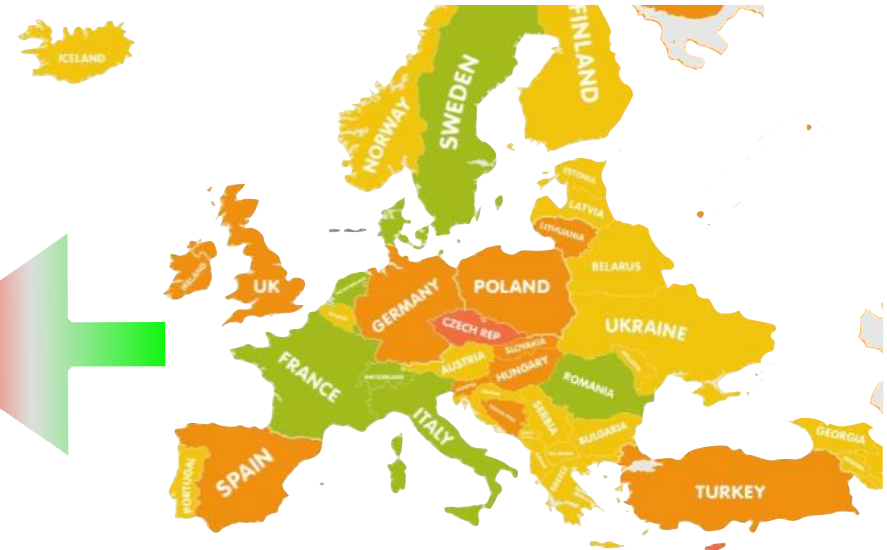 ICELAND
FINLAND
SWEDEN
NORWAY
ESTONIA
LATVIA
LITHUANIA
BELARUS
IRELAND
UK
GERMANY
POLAND
CZECH REP
UKRAINE
SLOVAKIA
AUSTRIA
HUNGARY
FRANCE
SWITZERLAND
ROMANIA
ITALY
SERBIA
BULGARIA
GEORGIA
PORTUGAL
SPAIN
GREECE
TURKEY